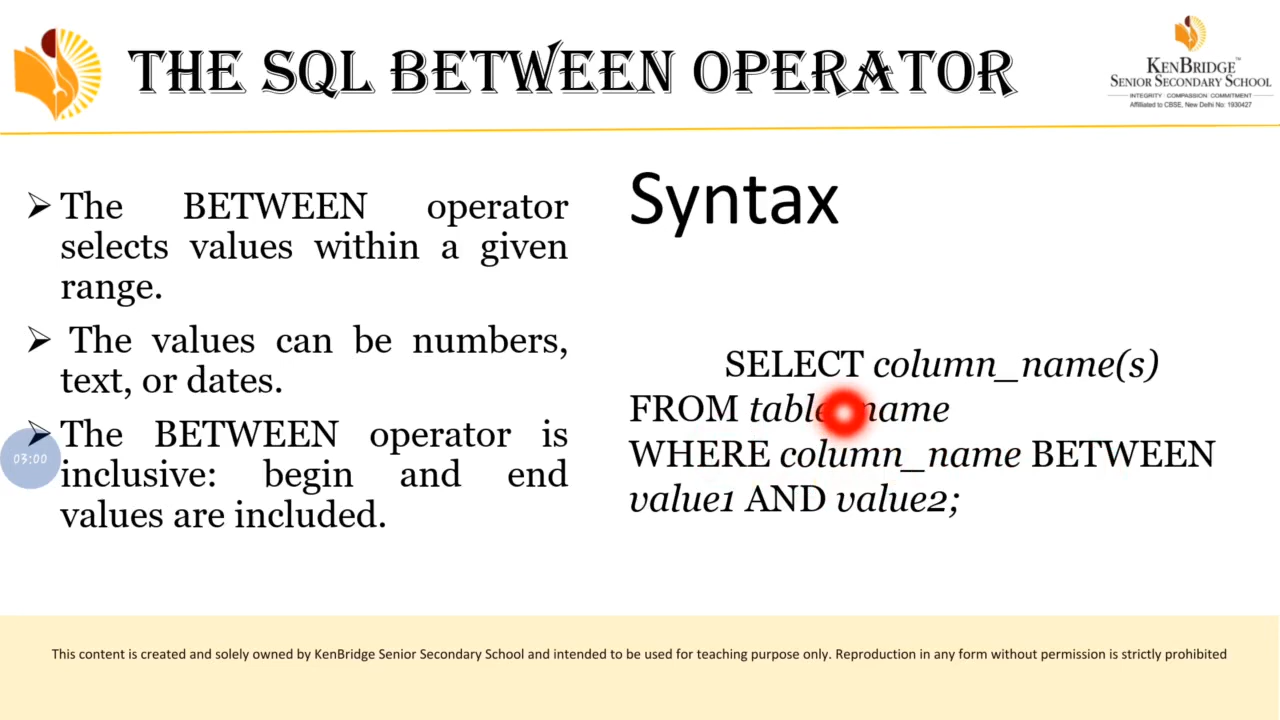 THE SQL BETWEEN OPERATOR
KENBRIDGE™
SENIOR SECONDARY SCHOOL
INTEGRITY COMPASSION COMMITMENT
Affiliated to CBSE, New Delhi No: 1930427
➢ The BETWEEN operator
selects values within a given
range.
➢ The values can be numbers,
text, or dates.
➢ The BETWEEN operator is
inclusive: begin and end
values are included.
03:00
Syntax
SELECT column_name(s)
FROM table_name
WHERE column_name BETWEEN
value1 AND value2;
This content is created and solely owned by KenBridge Senior Secondary School and intended to be used for teaching purpose only. Reproduction in any form without permission is strictly prohibited